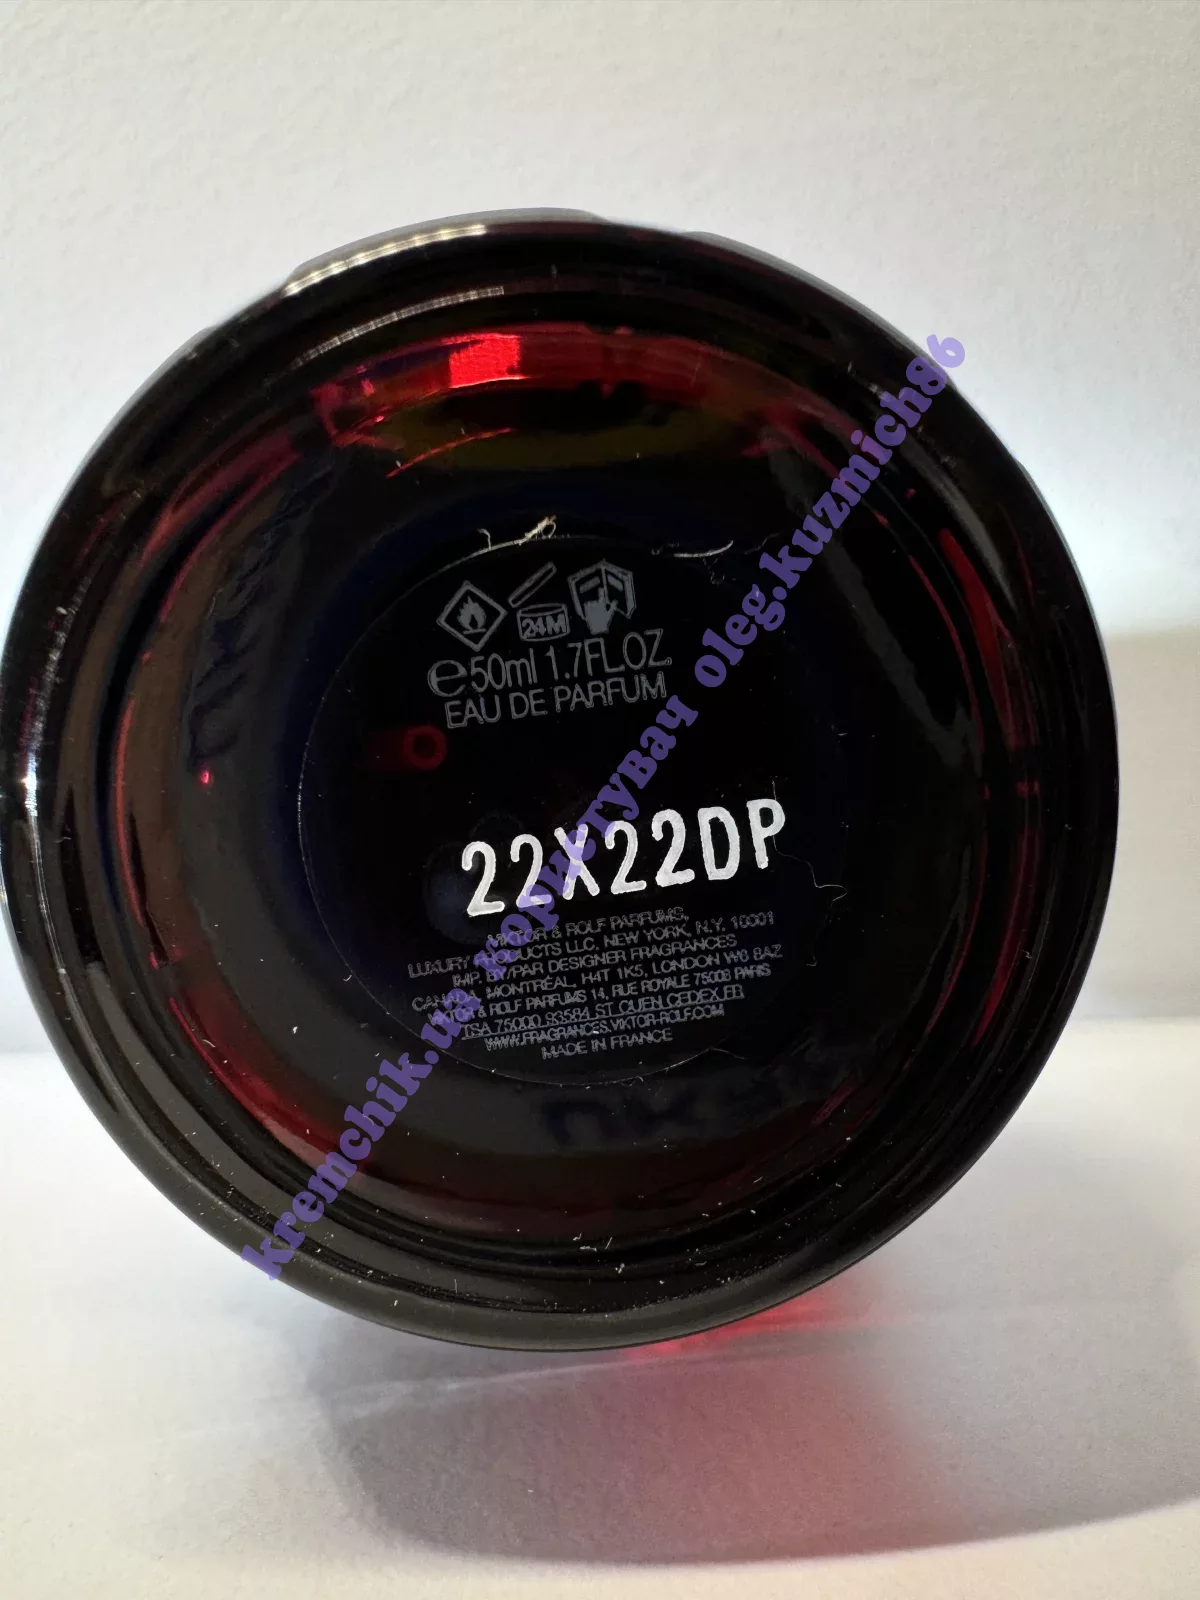 24M
e50ml 1.7FL.OZ.
EAU DE PARFUM
22X22DP
VIKTOR & ROLF PARFUMS,
LUXURY PRODUCTS LLC, NEW YORK, N.Y. 10001
IMP. BY/PAR DESIGNER FRAGRANCES
CANADA, MONTRÉAL, H4T 1K5, LONDON W6 8AZ
VIKTOR & ROLF PARFUMS 14, RUE ROYALE 75008 PARIS
TSA 75000 93584 ST OUEN CEDEX, FR
WWW.FRAGRANCES.VIKTOR-ROLF.COM
MADE IN FRANCE
kremchik.ua користувач oleg.kuzmich86